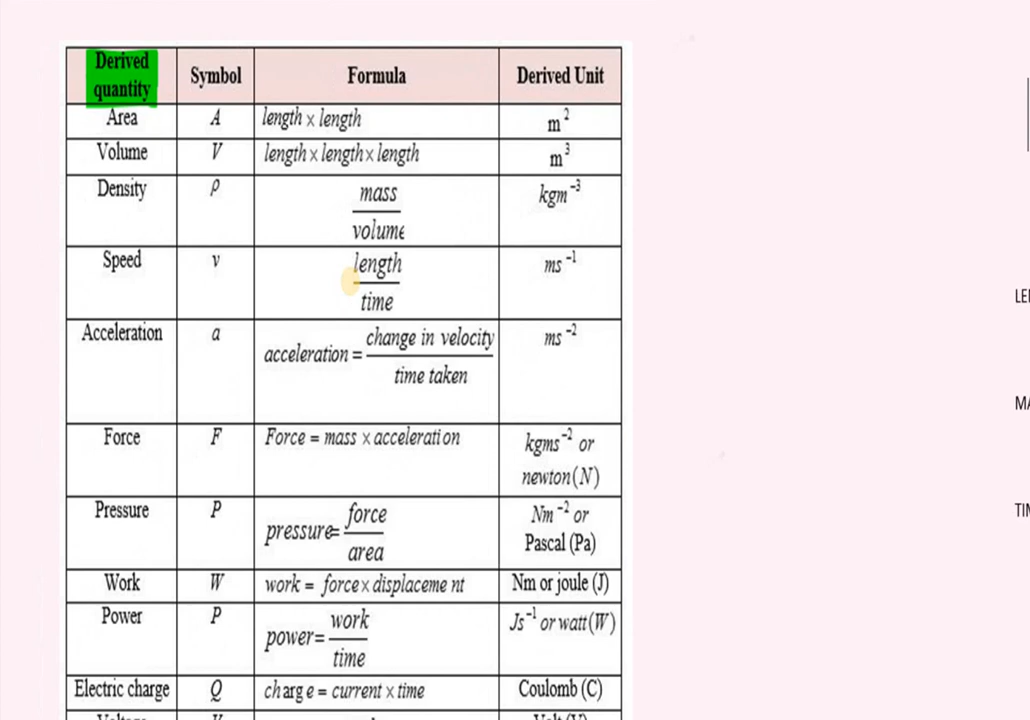 Derived quantity Symbol Formula Derived Unit
Area A length × length m²
Volume V length × length × length m³
Density ρ mass / volume kgm⁻³
Speed v length / time ms⁻¹
Acceleration a acceleration = change in velocity / time taken ms⁻²
Force F Force = mass × acceleration kgms⁻² or newton (N)
Pressure P pressure= force / area Nm⁻² or Pascal (Pa)
Work W work = force × displaceme nt Nm or joule (J)
Power P power= work / time Js⁻¹ or watt (W)
Electric charge Q charg e = current × time Coulomb (C)